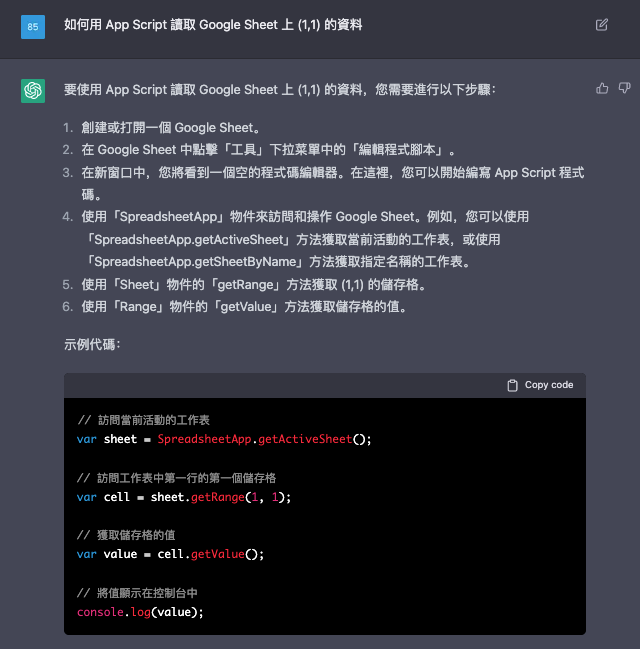 85
如何用 App Script 讀取 Google Sheet 上 (1,1) 的資料
要使用 App Script 讀取 Google Sheet 上 (1,1) 的資料，您需要進行以下步驟：
1. 創建或打開一個 Google Sheet。
2. 在 Google Sheet 中點擊「工具」下拉菜單中的「編輯程式腳本」。
3. 在新窗口中，您將看到一個空的程式碼編輯器。在這裡，您可以開始編寫 App Script 程式
碼。
4. 使用「SpreadsheetApp」物件來訪問和操作 Google Sheet。例如，您可以使用
「SpreadsheetApp.getActiveSheet」方法獲取當前活動的工作表，或使用
「SpreadsheetApp.getSheetByName」方法獲取指定名稱的工作表。
5. 使用「Sheet」物件的「getRange」方法獲取 (1,1) 的儲存格。
6. 使用「Range」物件的「getValue」方法獲取儲存格的值。
示例代碼：
Copy code
// 訪問當前活動的工作表
var sheet = SpreadsheetApp.getActiveSheet();
// 訪問工作表中第一行的第一個儲存格
var cell = sheet.getRange(1, 1);
// 獲取儲存格的值
var value = cell.getValue();
// 將值顯示在控制台中
console.log(value);